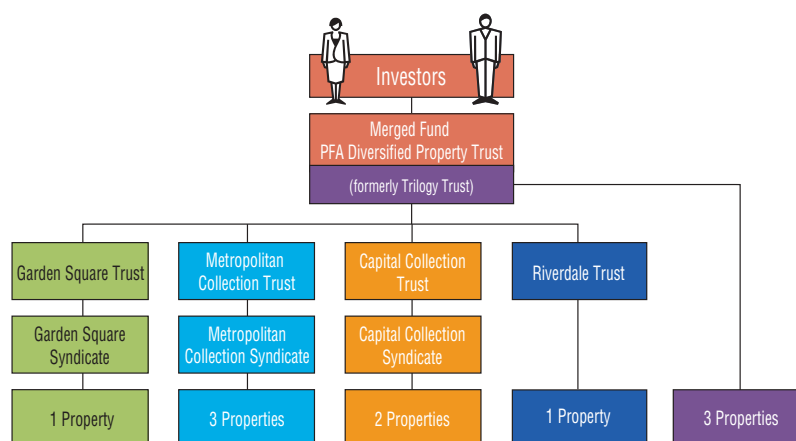 Investors
Merged Fund
PFA Diversified Property Trust
(formerly Trilogy Trust)
Garden Square Trust
Metropolitan
Collection Trust
Capital Collection
Trust
Riverdale Trust
Garden Square
Syndicate
Metropolitan
Collection Syndicate
Capital Collection
Syndicate
1 Property
3 Properties
2 Properties
1 Property
3 Properties